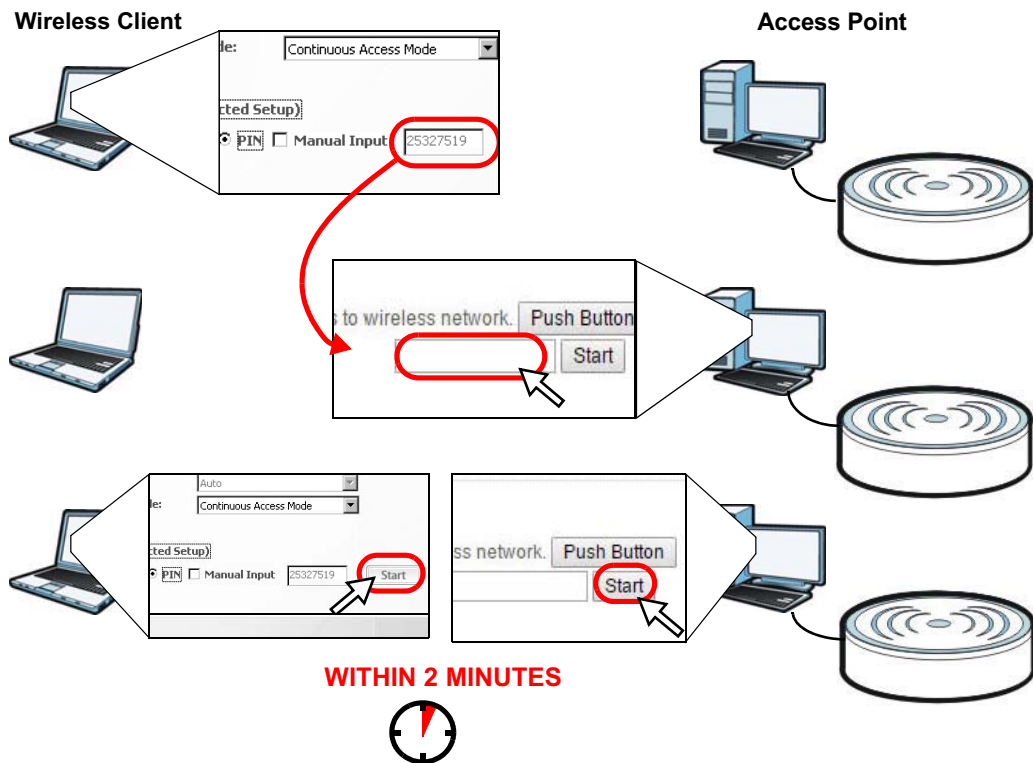 Wireless Client
Access Point
de:
Continuous Access Mode
cted Setup)
PIN Manual Input 25327519
s to wireless network. Push Button
Start
Auto
de:
Continuous Access Mode
cted Setup)
PIN Manual Input 25327519 Start
ss network. Push Button
Start
WITHIN 2 MINUTES